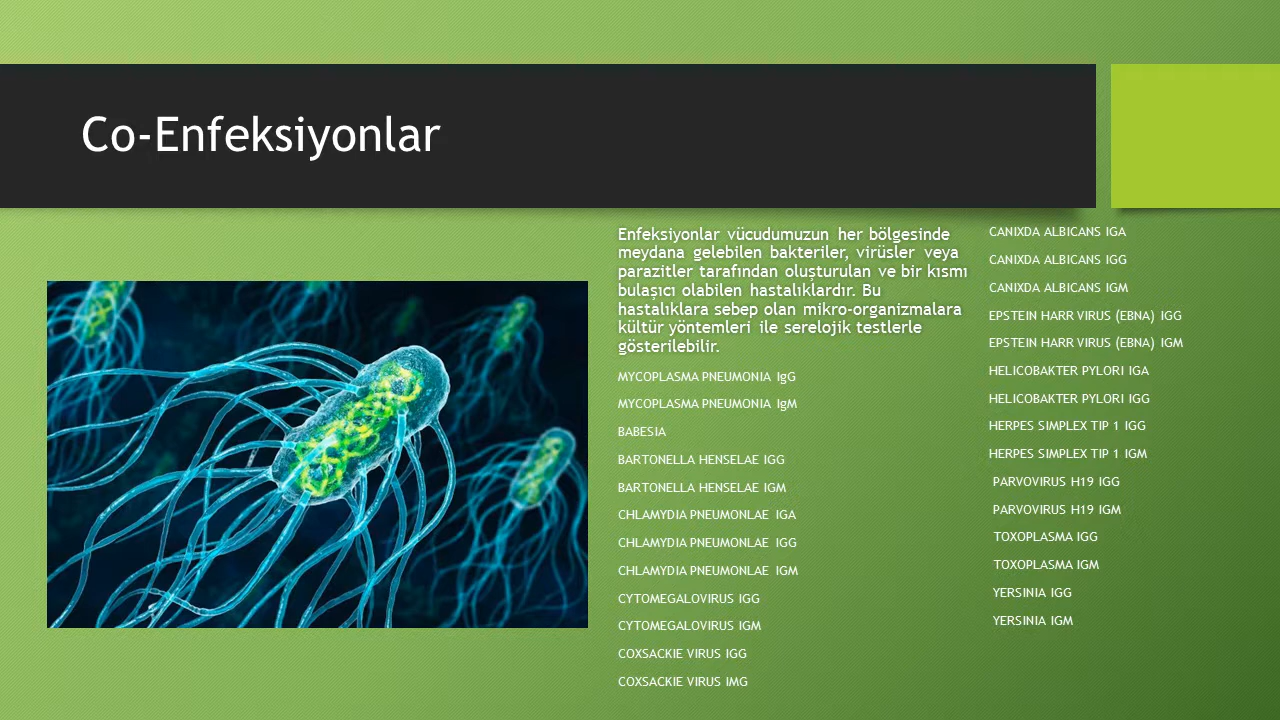 Co-Enfeksiyonlar
Enfeksiyonlar vücudumuzun her bölgesinde
meydana gelebilen bakteriler, virüsler veya
parazitler tarafından oluşturulan ve bir kısmı
bulaşıcı olabilen hastalıklardır. Bu
hastalıklara sebep olan mikro-organizmalara
kültür yöntemleri ile serelojik testlerle
gösterilebilir.
MYCOPLASMA PNEUMONIA IgG
MYCOPLASMA PNEUMONIA IgM
BABESIA
BARTONELLA HENSELAE IGG
BARTONELLA HENSELAE IGM
CHLAMYDIA PNEUMONLAE IGA
CHLAMYDIA PNEUMONLAE IGG
CHLAMYDIA PNEUMONLAE IGM
CYTOMEGALOVIRUS IGG
CYTOMEGALOVIRUS IGM
COXSACKIE VIRUS IGG
COXSACKIE VIRUS IMG
CANIXDA ALBICANS IGA
CANIXDA ALBICANS IGG
CANIXDA ALBICANS IGM
EPSTEIN HARR VIRUS (EBNA) IGG
EPSTEIN HARR VIRUS (EBNA) IGM
HELICOBAKTER PYLORI IGA
HELICOBAKTER PYLORI IGG
HERPES SIMPLEX TIP 1 IGG
HERPES SIMPLEX TIP 1 IGM
PARVOVIRUS H19 IGG
PARVOVIRUS H19 IGM
TOXOPLASMA IGG
TOXOPLASMA IGM
YERSINIA IGG
YERSINIA IGM